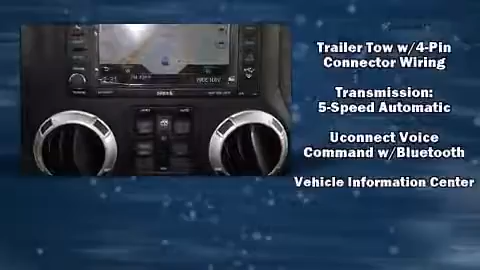 Trailer Tow w/4-Pin
Connector Wiring
Transmission:
5-Speed Automatic
Uconnect Voice
Command w/Bluetooth
Vehicle Information Center